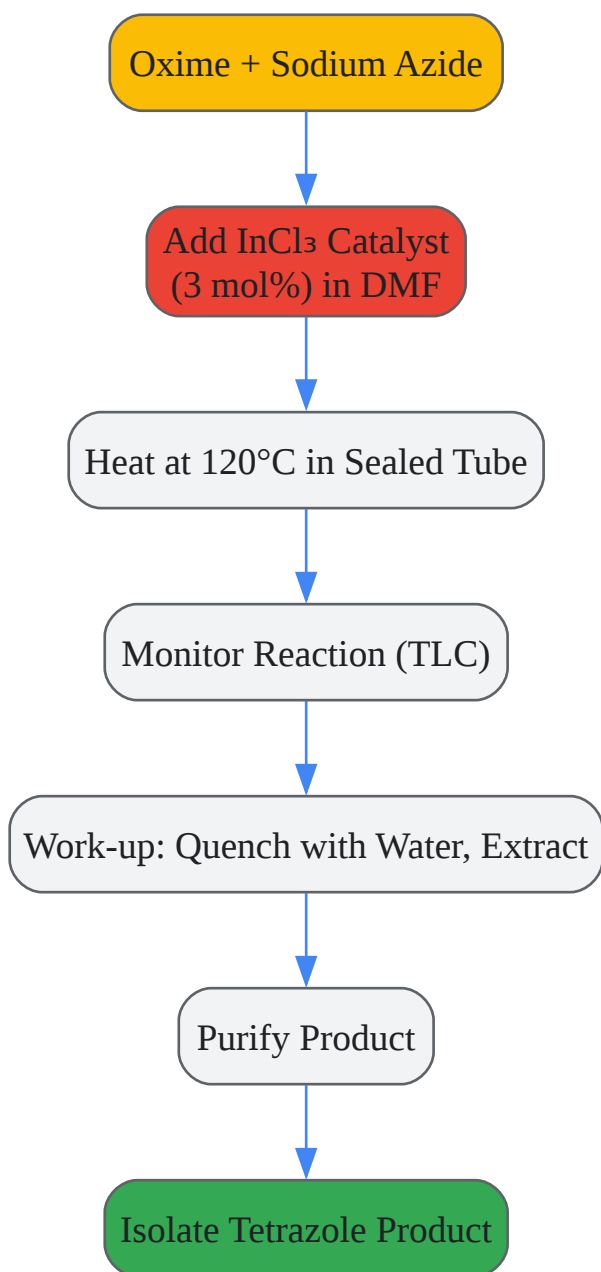 Oxime + Sodium Azide
Add InCl₃ Catalyst
(3 mol%) in DMF
Heat at 120°C in Sealed Tube
Monitor Reaction (TLC)
Work-up: Quench with Water, Extract
Purify Product
Isolate Tetrazole Product